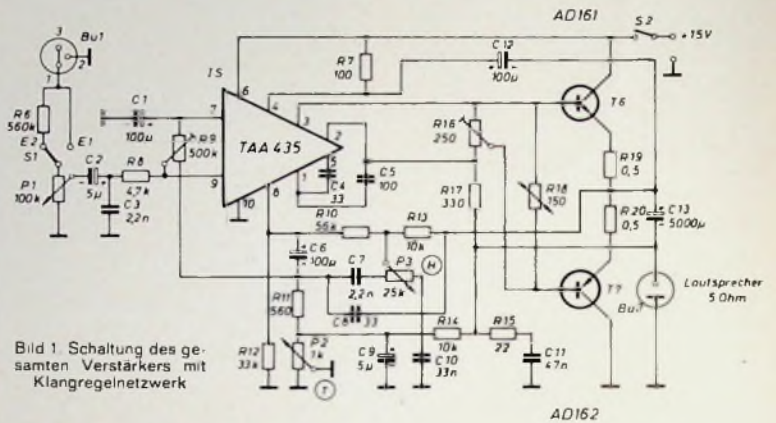 AD161
S2
+15V
3
Bu1
2
1
R6
560k
E2
E1
S1
P1
100k
C2
5µ
C3
2,2n
C1
100µ
R8
4,7k
R9
500k
IS
TAA 435
6
7
9
10
4
3
2
5
1
8
R7
100
C12
100µ
C4
33
C5
100
R16
250
R17
330
R18
150
T6
R19
0,5
R20
0,5
C13
5000µ
T7
Lautsprecher
5 Ohm
R10
56k
R13
10k
C6
100µ
C7
2,2n
P3
25k
H
C8
33
R11
560
R12
33k
P2
1k
T
C9
5µ
C10
33n
R14
10k
R15
22
C11
47n
Bild 1. Schaltung des ge-
samten Verstärkers mit
Klangregelnetzwerk
AD162